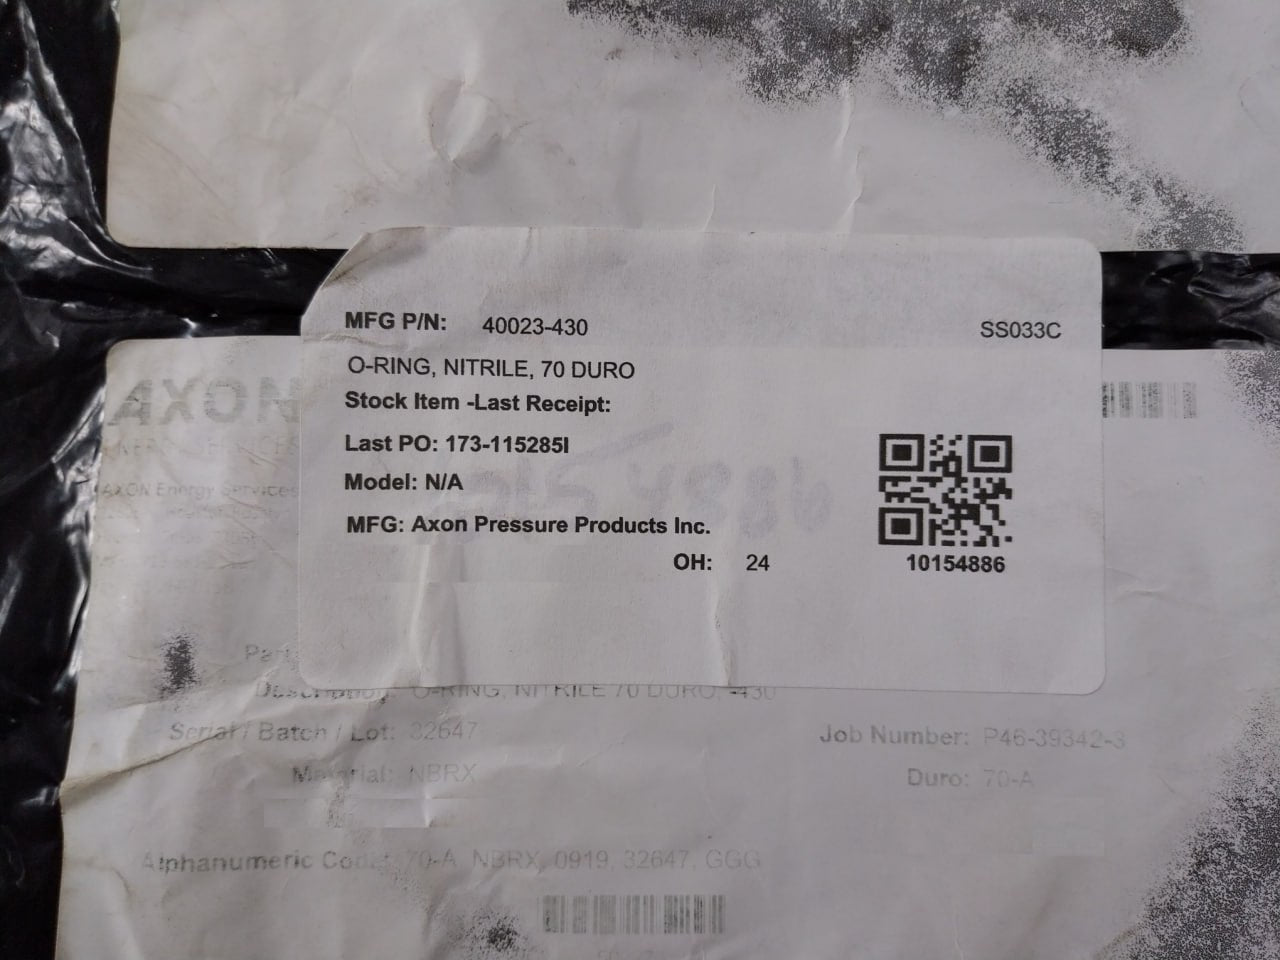 MFG P/N: 40023-430 SS033C
O-RING, NITRILE, 70 DURO
Stock Item -Last Receipt:
Last PO: 173-115285I
Model: N/A
MFG: Axon Pressure Products Inc.
OH: 24
10154886
AXON
AXON Energy Services
Description: O-RING, NITRILE 70 DURO, -430
Serial / Batch / Lot: 32647 Job Number: P46-39342-3
Material: NBRX Duro: 70-A
Alphanumeric Code: 70-A, NBRX, 0919, 32647, GGG